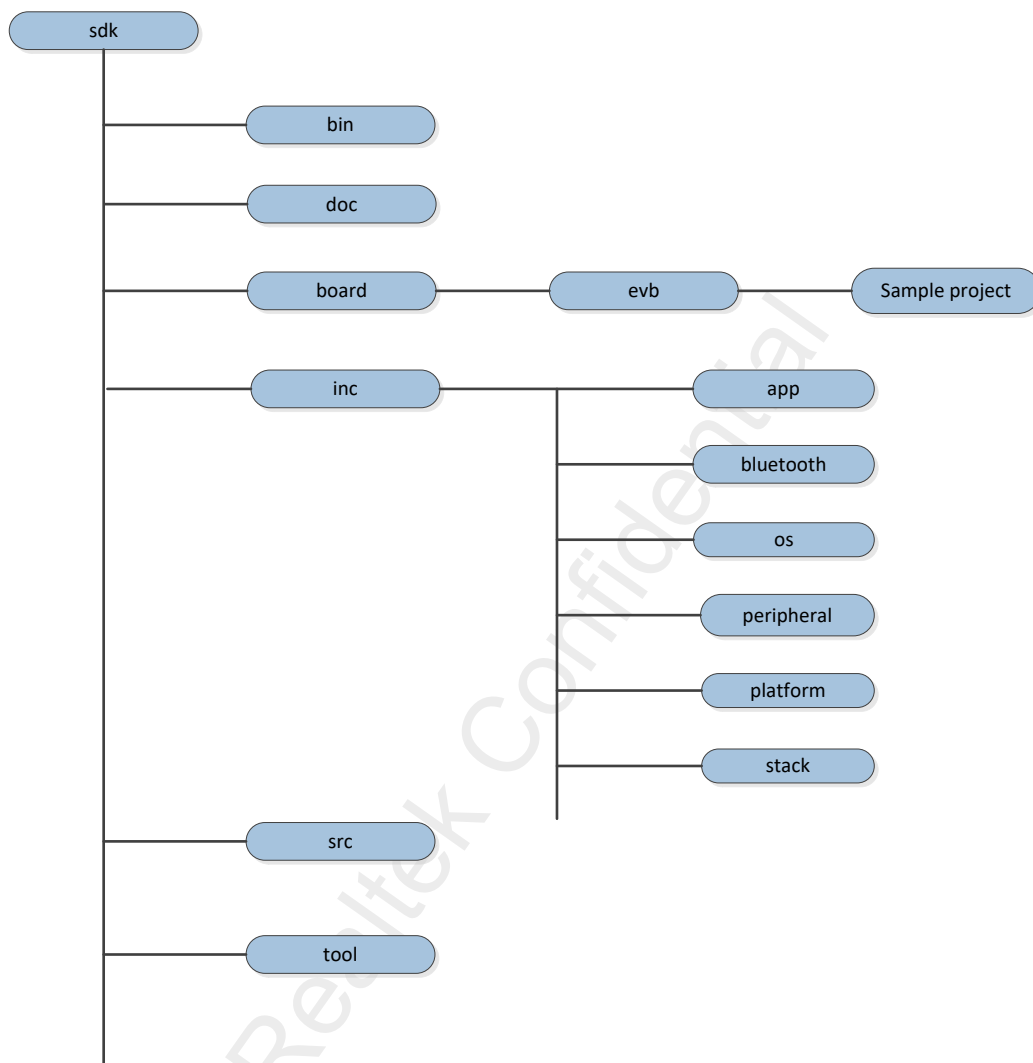 sdk
bin
doc
board
evb
Sample project
inc
app
bluetooth
os
peripheral
platform
stack
src
tool
Realtek Confidential